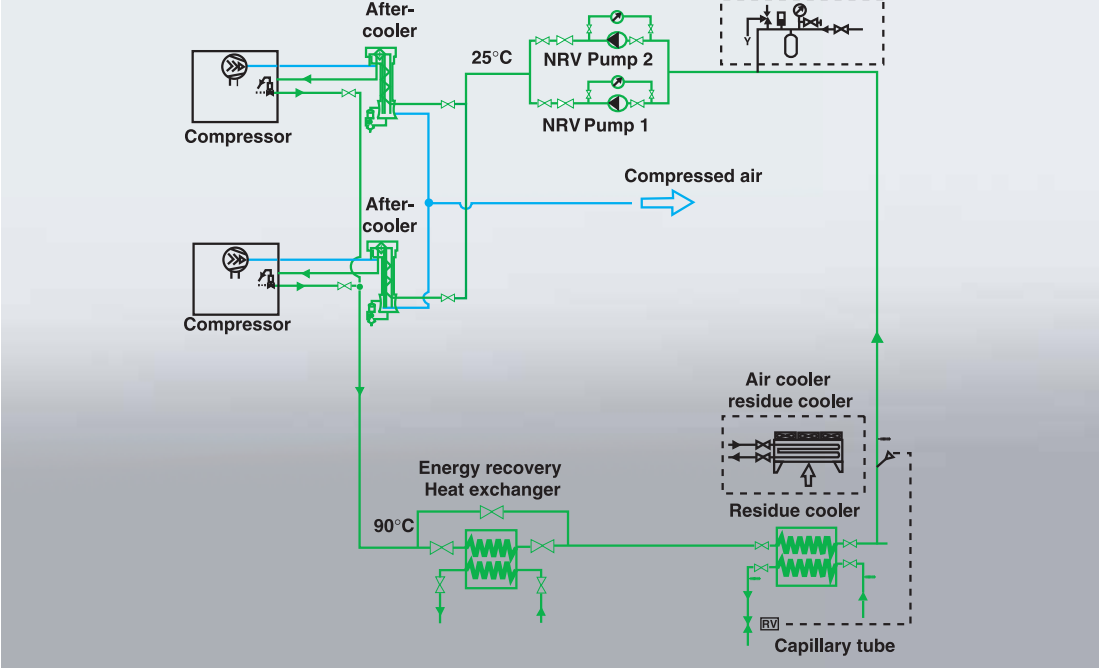 After-
cooler
25°C
NRV Pump 2
Y
NRV Pump 1
Compressor
Compressed air
After-
cooler
Compressor
Air cooler
residue cooler
Energy recovery
Heat exchanger
Residue cooler
90°C
RV
Capillary tube